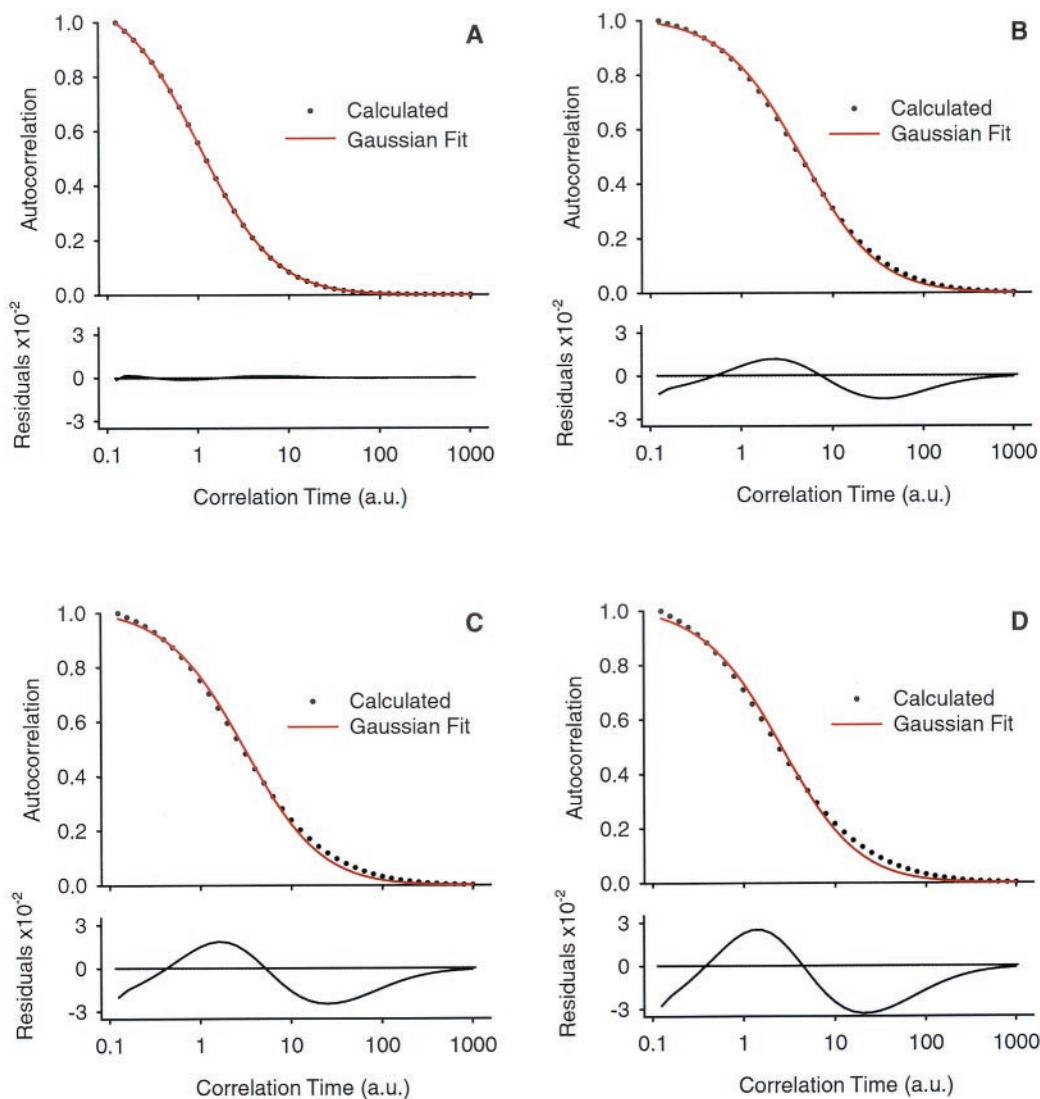 A
1.0
0.8
0.6
0.4
0.2
0.0
Autocorrelation
Calculated
Gaussian Fit
Residuals x10-2
3
0
-3
0.1 1 10 100 1000
Correlation Time (a.u.)
B
1.0
0.8
0.6
0.4
0.2
0.0
Autocorrelation
Calculated
Gaussian Fit
Residuals x10-2
3
0
-3
0.1 1 10 100 1000
Correlation Time (a.u.)
C
1.0
0.8
0.6
0.4
0.2
0.0
Autocorrelation
Calculated
Gaussian Fit
Residuals x10-2
3
0
-3
0.1 1 10 100 1000
Correlation Time (a.u.)
D
1.0
0.8
0.6
0.4
0.2
0.0
Autocorrelation
Calculated
Gaussian Fit
Residuals x10-2
3
0
-3
0.1 1 10 100 1000
Correlation Time (a.u.)